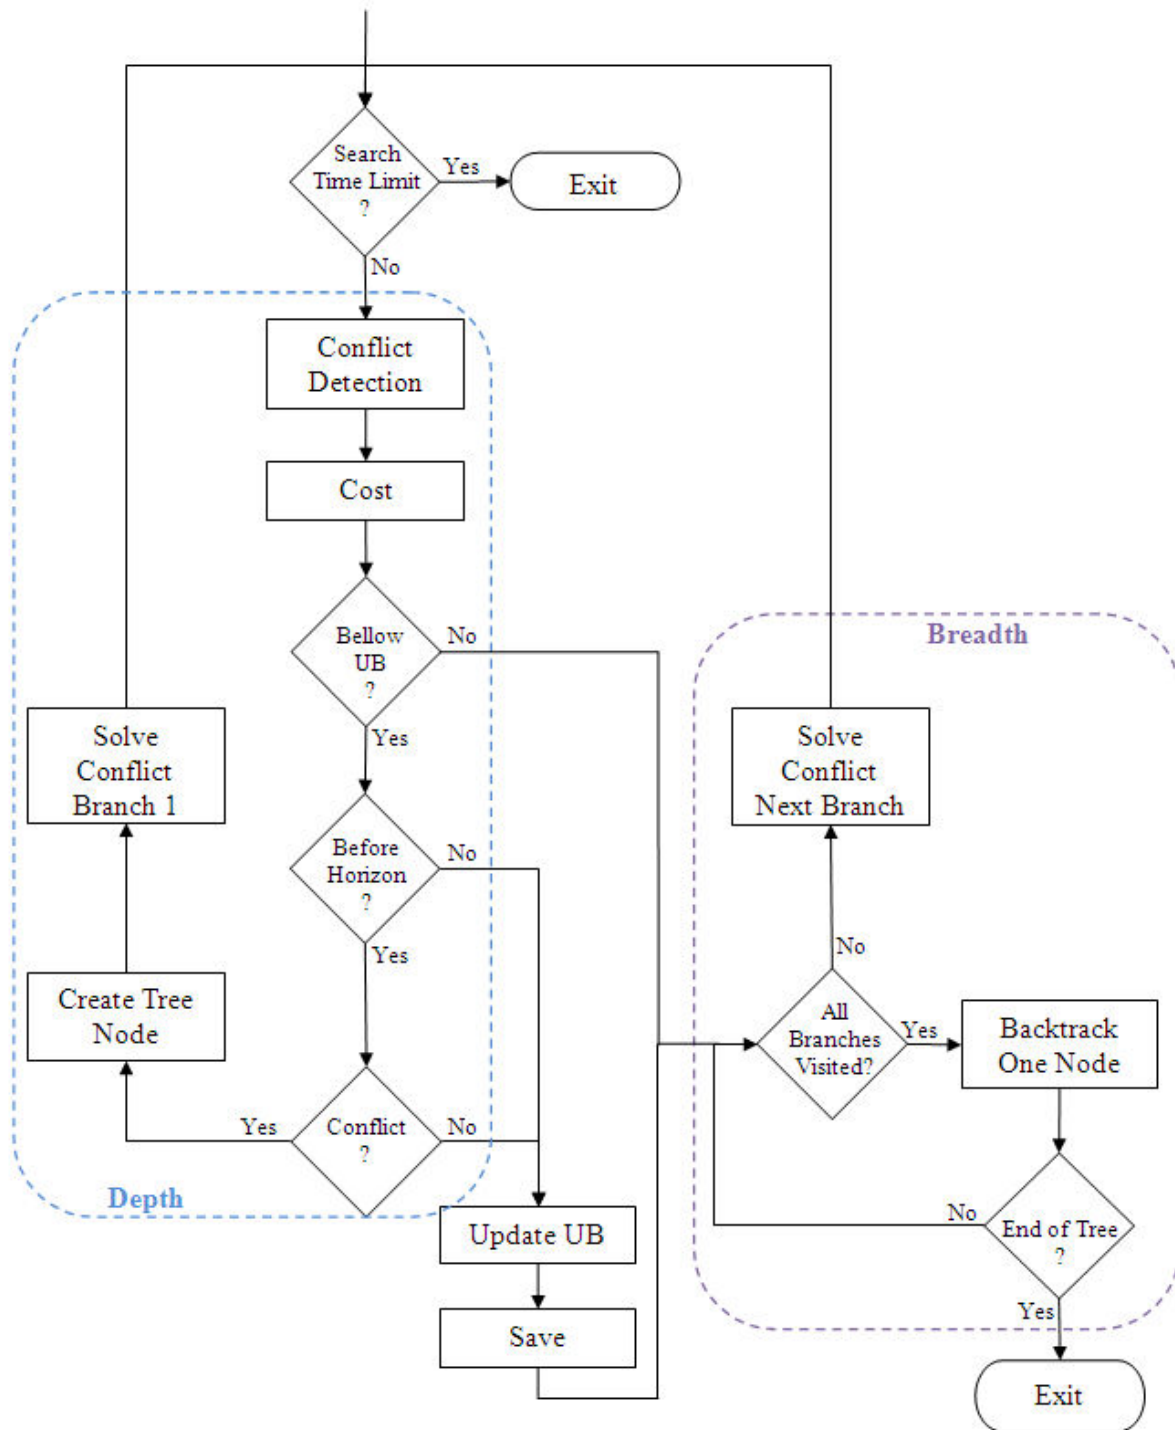 Search
Time Limit
?
Yes
Exit
No
Conflict
Detection
Cost
Bellow
UB
?
No
Yes
Before
Horizon
?
No
Yes
Conflict
?
Yes
No
Create Tree
Node
Solve
Conflict
Branch 1
Depth
Update UB
Save
Breadth
Solve
Conflict
Next Branch
No
All
Branches
Visited?
Yes
Backtrack
One Node
No
End of Tree
?
Yes
Exit